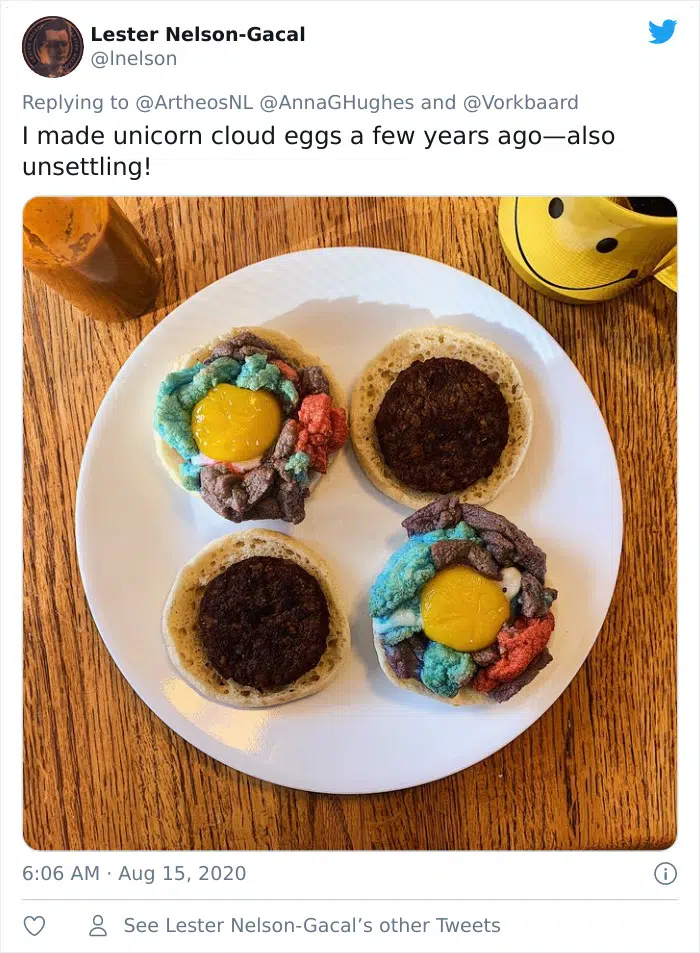 Lester Nelson-Gacal
@lnelson
Replying to @ArtheosNL @AnnaGHughes and @Vorkbaard
I made unicorn cloud eggs a few years ago—also
unsettling!
6:06 AM · Aug 15, 2020
See Lester Nelson-Gacal’s other Tweets